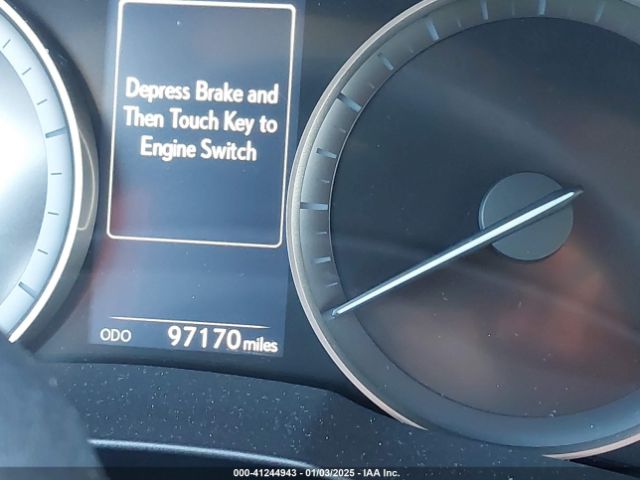 Depress Brake and
Then Touch Key to
Engine Switch
ODO 97170 miles
000-41244943 - 01/03/2025 - IAA Inc.